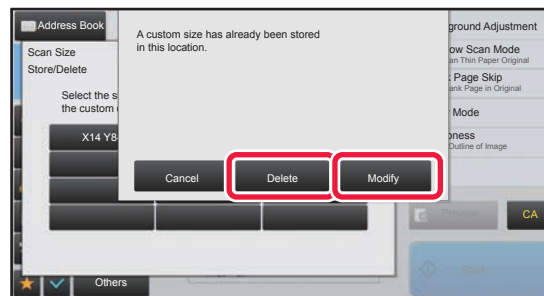 Address Book
A custom size has already been stored
in this location.
ground Adjustment
Scan Size
Store/Delete
ow Scan Mode
an Thin Paper Original
Page Skip
ank Page in Original
Select the s
the custom
Mode
X14 Y8
oness
Outline of Image
Cancel
Delete
Modify
Preview
CA
Others
Start